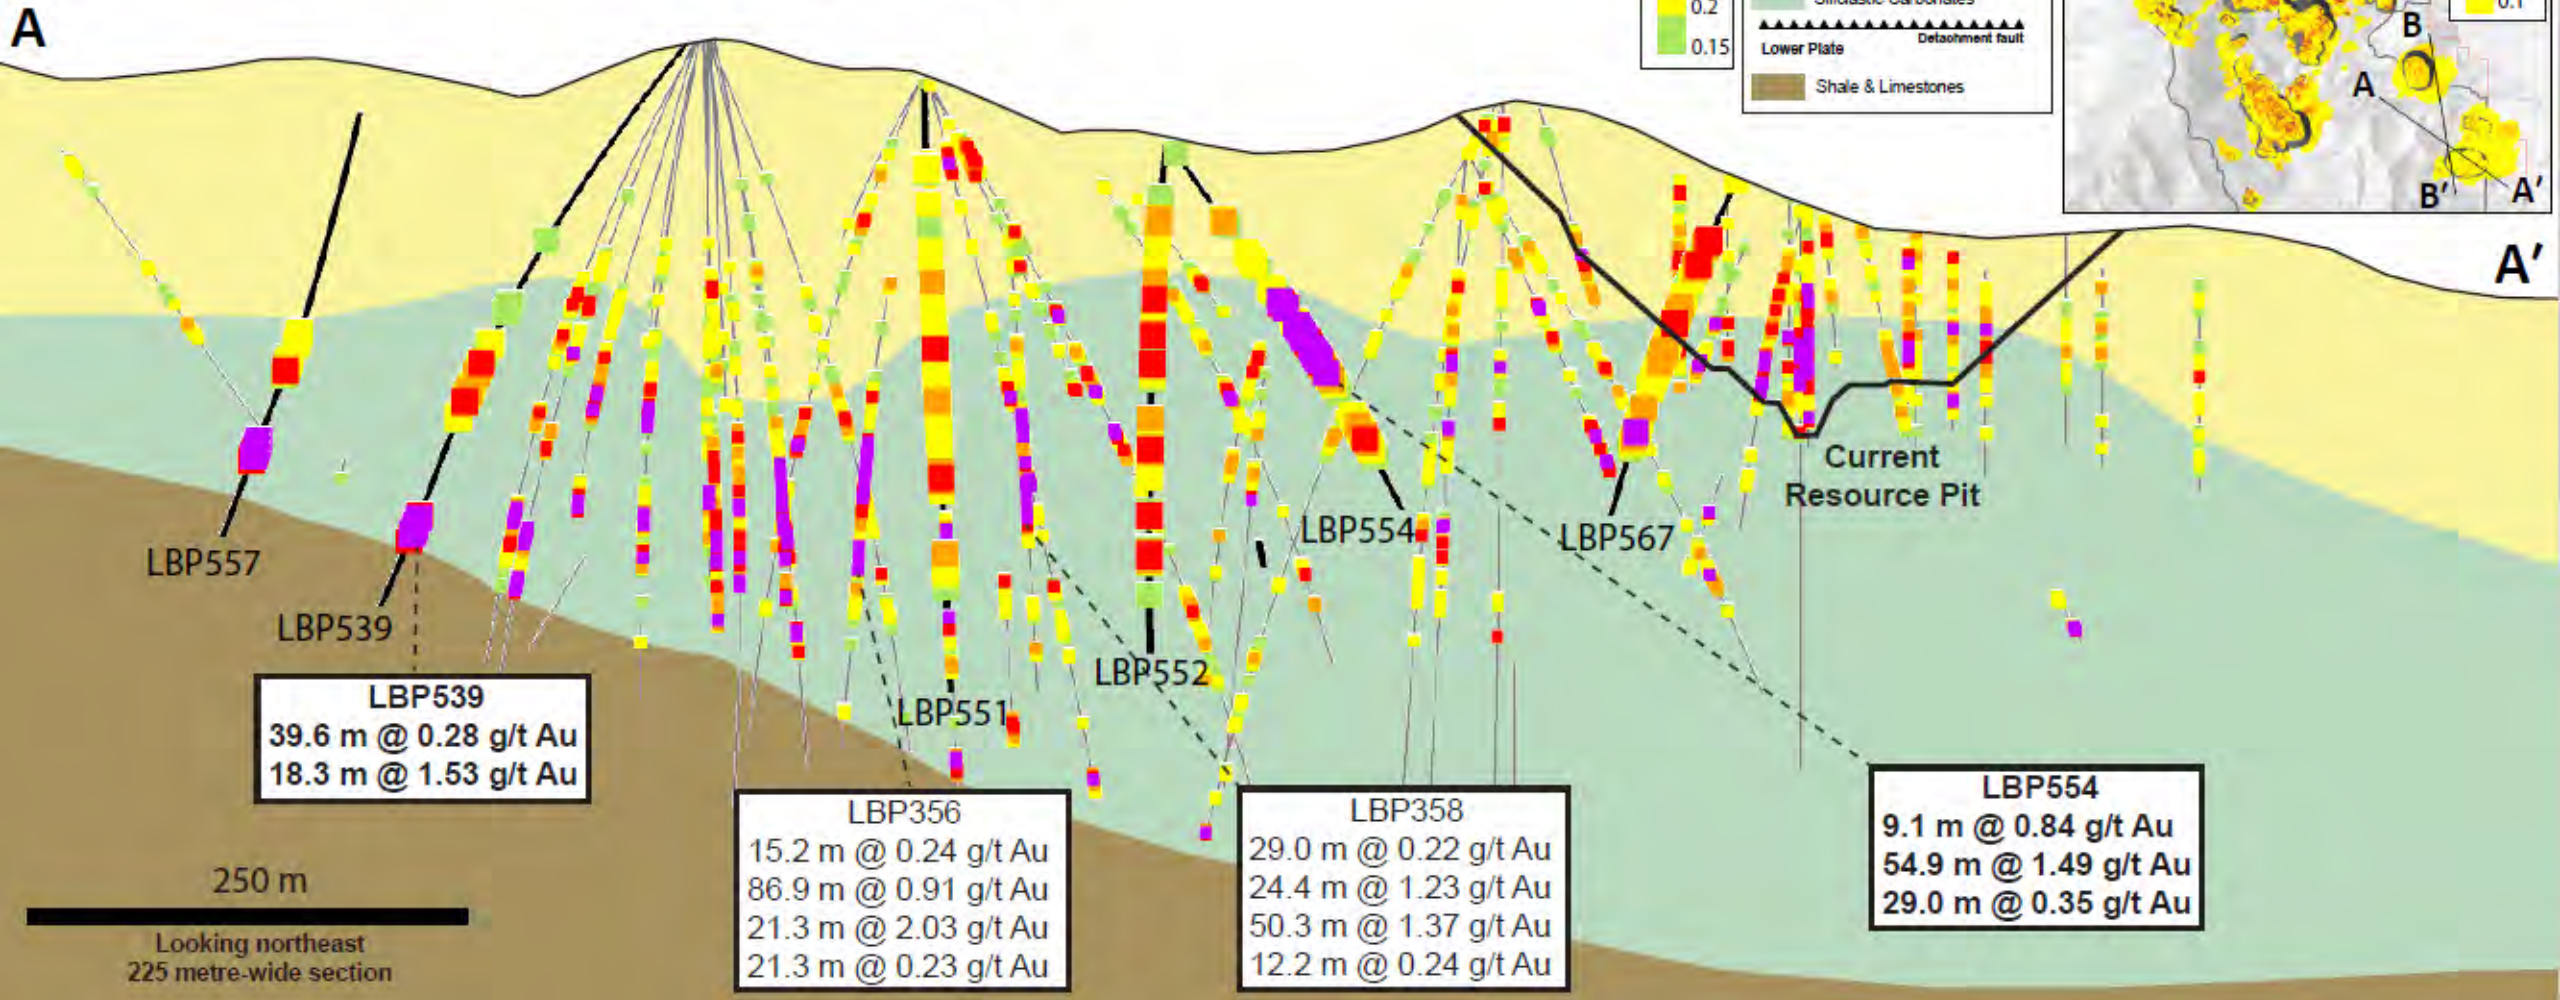 A
0.2
0.15
Siliclastic Carbonates
Detachment fault
Lower Plate
Shale & Limestones
0.1
B
A
B'
A'
A'
Current
Resource Pit
LBP557
LBP539
LBP551
LBP552
LBP554
LBP567
LBP539
39.6 m @ 0.28 g/t Au
18.3 m @ 1.53 g/t Au
LBP356
15.2 m @ 0.24 g/t Au
86.9 m @ 0.91 g/t Au
21.3 m @ 2.03 g/t Au
21.3 m @ 0.23 g/t Au
LBP358
29.0 m @ 0.22 g/t Au
24.4 m @ 1.23 g/t Au
50.3 m @ 1.37 g/t Au
12.2 m @ 0.24 g/t Au
LBP554
9.1 m @ 0.84 g/t Au
54.9 m @ 1.49 g/t Au
29.0 m @ 0.35 g/t Au
250 m
Looking northeast
225 metre-wide section